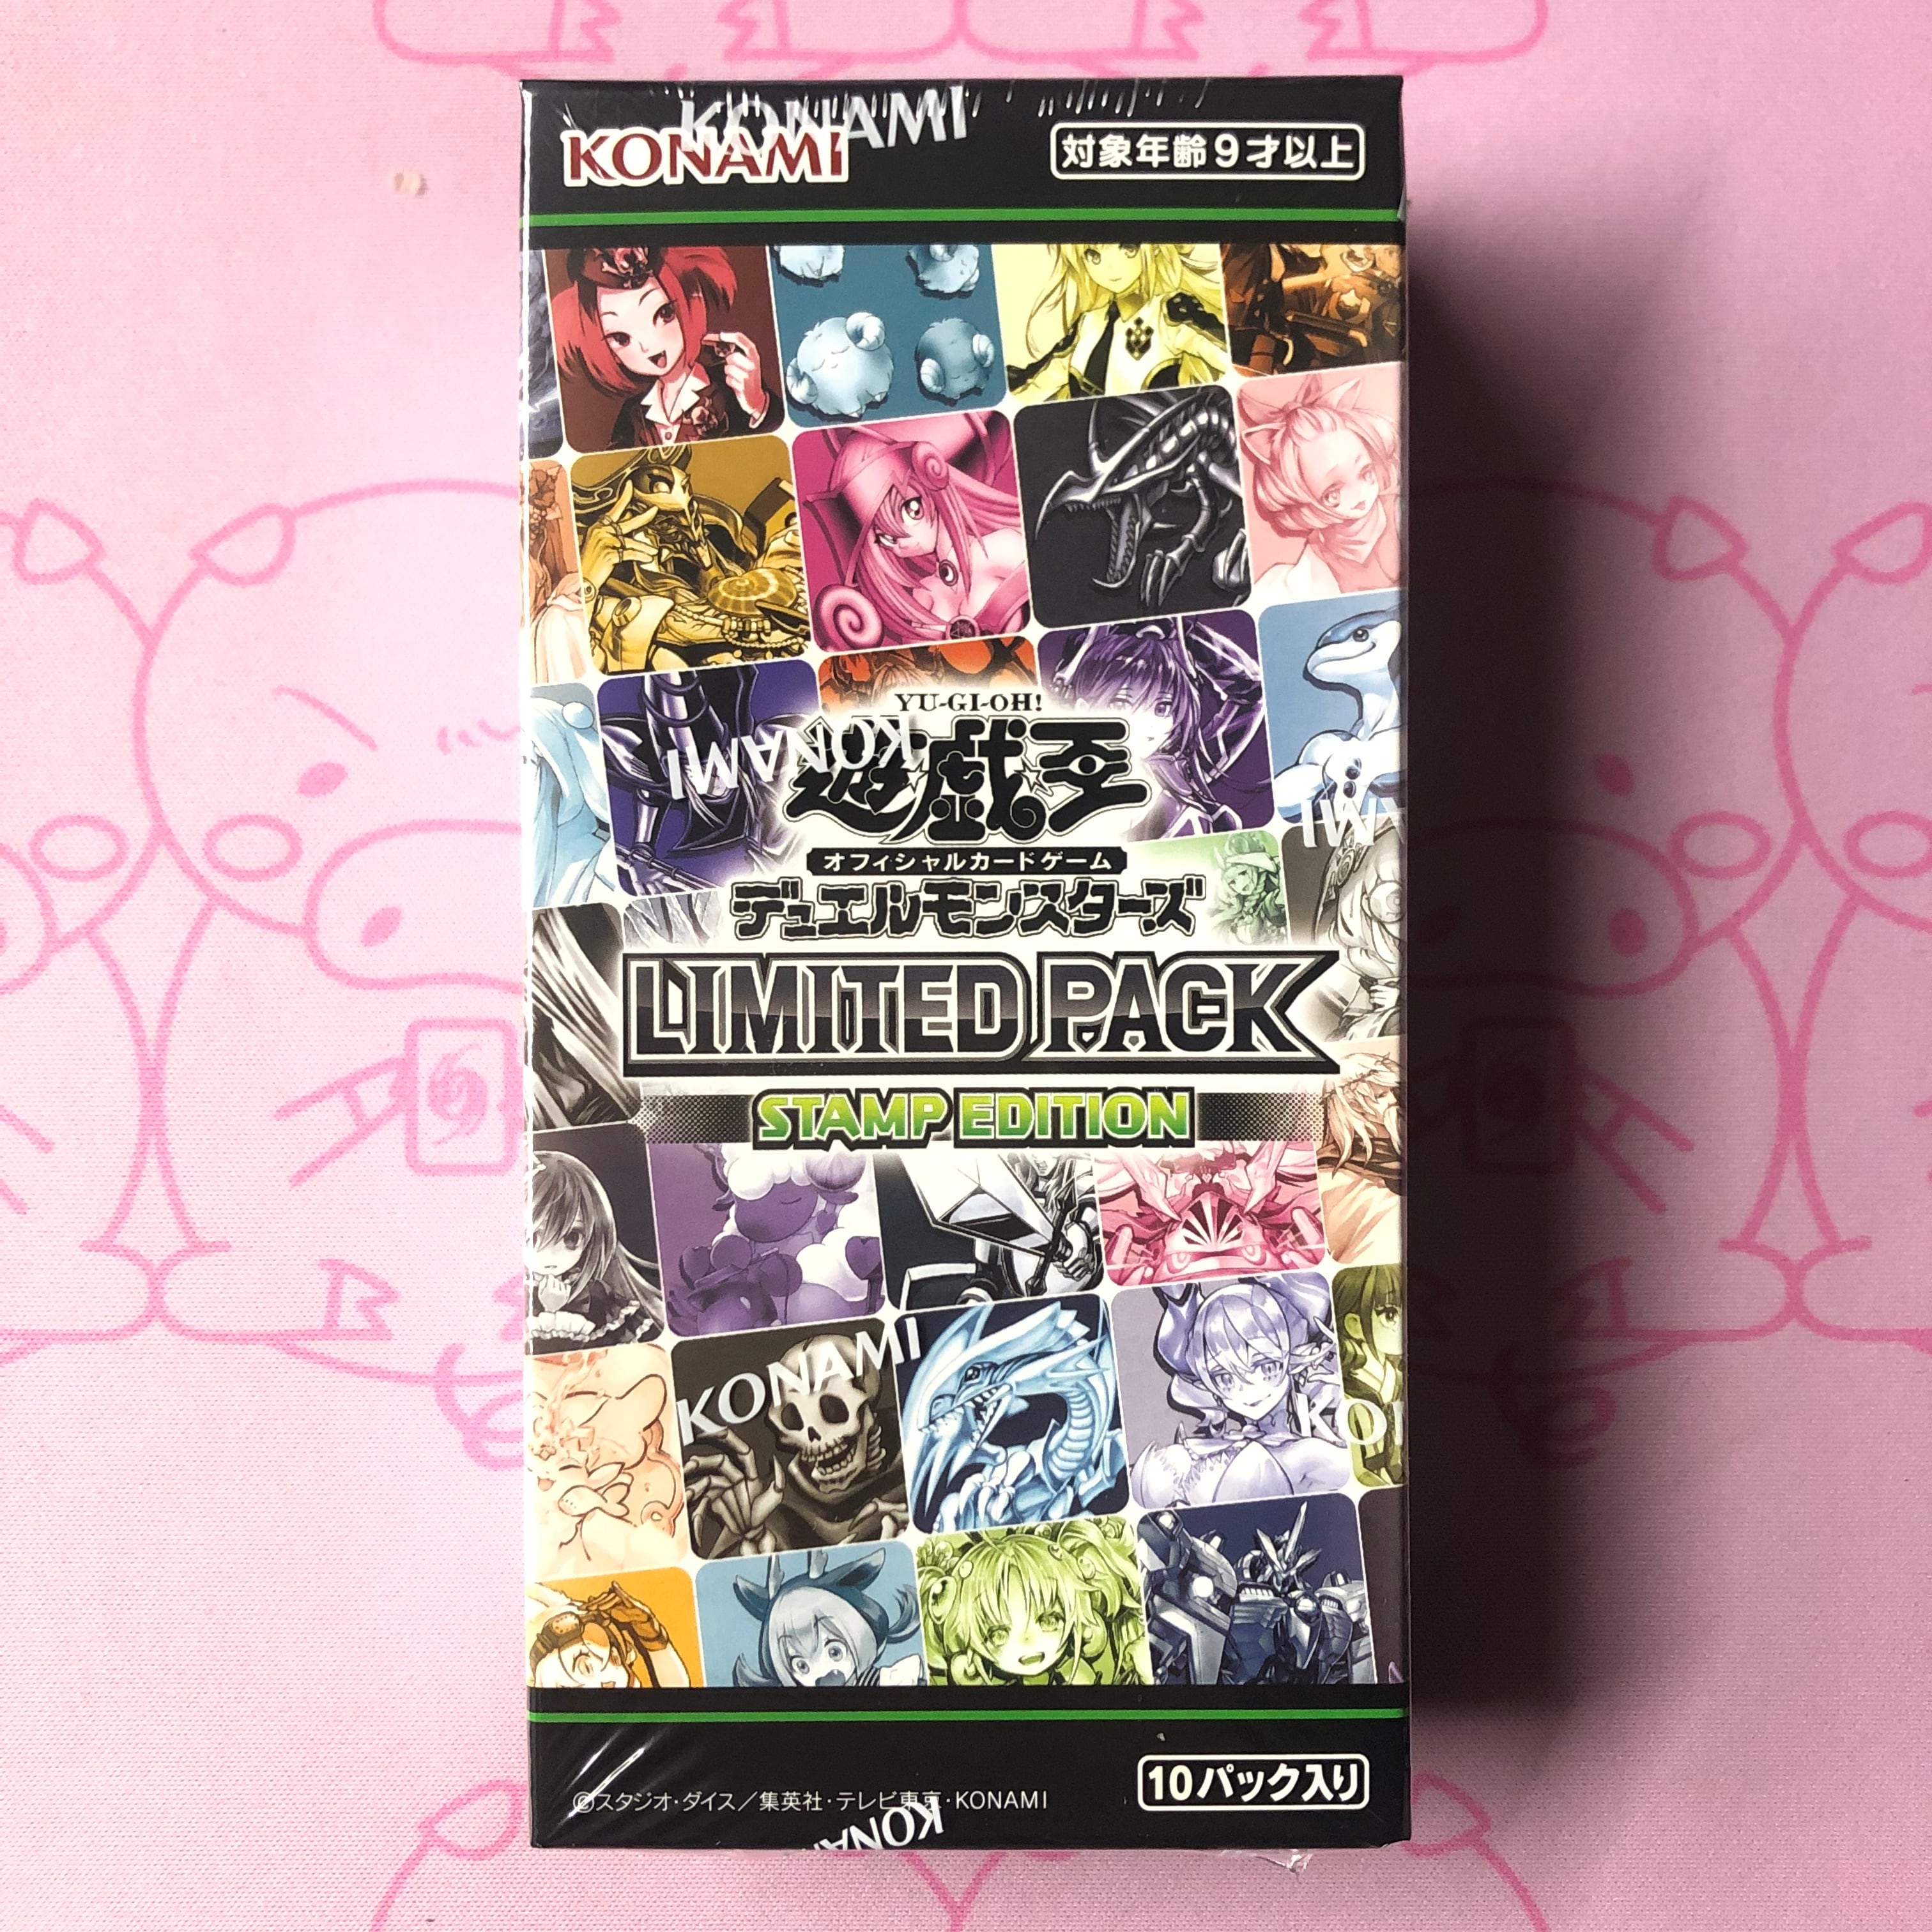 KONAMI
KONAMI
対象年齢9才以上
YU-GI-OH!
遊戯王
KONAMI
オフィシャルカードゲーム
デュエルモンスターズ
LIMITED PACK
STAMP EDITION
KONAMI
10パック入り
©スタジオ・ダイス／集英社・テレビ東京・KONAMI